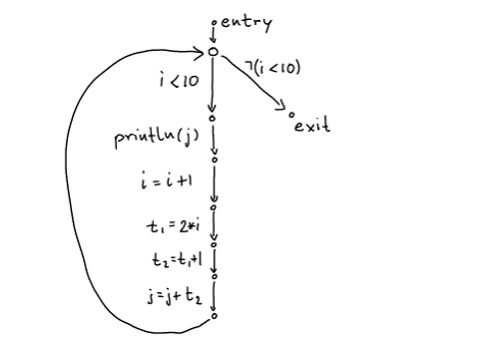 entry
i<10
¬(i<10)
exit
println(j)
i = i+1
t₁ = 2*i
t₂=t₁+1
j=j+t₂